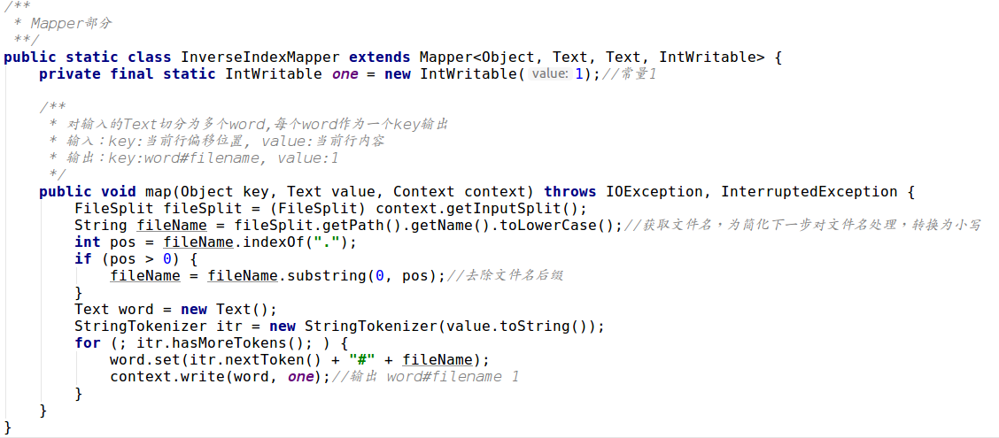 /**
 * Mapper部分
 **/
public static class InverseIndexMapper extends Mapper<Object, Text, Text, IntWritable> {
    private final static IntWritable one = new IntWritable( value: 1);//常量1
    /**
     * 对输入的Text切分为多个word,每个word作为一个key输出
     * 输入：key:当前行偏移位置, value:当前行内容
     * 输出：key:word#filename, value:1
     */
    public void map(Object key, Text value, Context context) throws IOException, InterruptedException {
        FileSplit fileSplit = (FileSplit) context.getInputSplit();
        String fileName = fileSplit.getPath().getName().toLowerCase();//获取文件名，为简化下一步对文件名处理，转换为小写
        int pos = fileName.indexOf(".");
        if (pos > 0) {
            fileName = fileName.substring(0, pos);//去除文件名后缀
        }
        Text word = new Text();
        StringTokenizer itr = new StringTokenizer(value.toString());
        for (; itr.hasMoreTokens(); ) {
            word.set(itr.nextToken() + "#" + fileName);
            context.write(word, one);//输出 word#filename 1
        }
    }
}